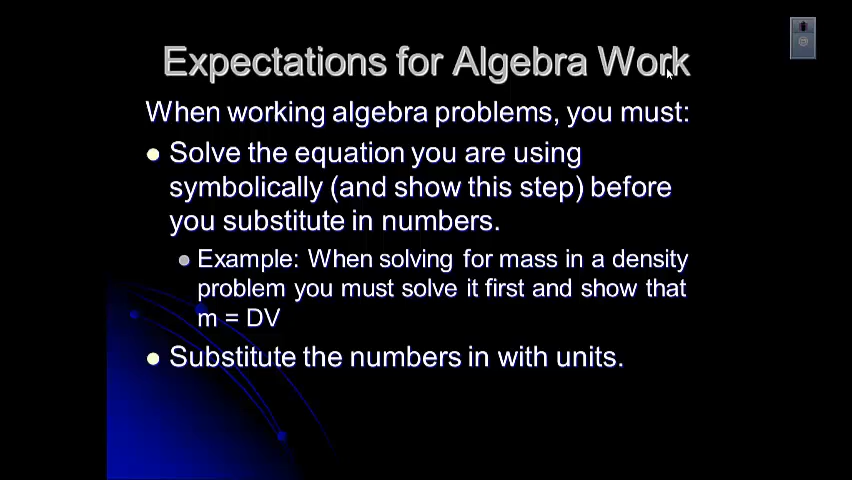 Expectations for Algebra Work
When working algebra problems, you must:
Solve the equation you are using
symbolically (and show this step) before
you substitute in numbers.
Example: When solving for mass in a density
problem you must solve it first and show that
m = DV
Substitute the numbers in with units.